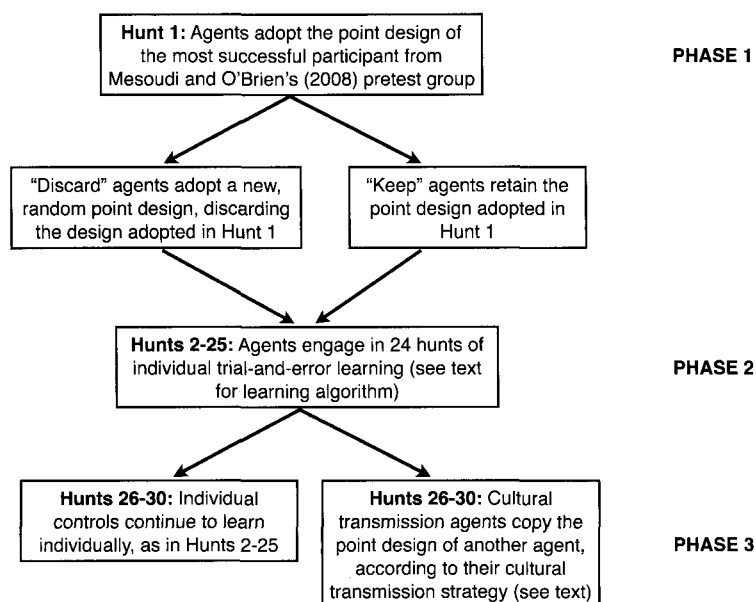 Hunt 1: Agents adopt the point design of
the most successful participant from
Mesoudi and O'Brien's (2008) pretest group
PHASE 1
"Discard" agents adopt a new,
random point design, discarding
the design adopted in Hunt 1
"Keep" agents retain the
point design adopted in
Hunt 1
Hunts 2-25: Agents engage in 24 hunts of
individual trial-and-error learning (see text
for learning algorithm)
PHASE 2
Hunts 26-30: Individual
controls continue to learn
individually, as in Hunts 2-25
Hunts 26-30: Cultural
transmission agents copy the
point design of another agent,
according to their cultural
transmission strategy (see text)
PHASE 3